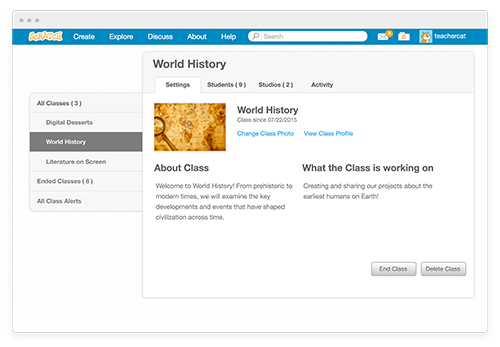 SCRATCH Create Explore Discuss About Help Search teachercat
World History
Settings Students ( 9 ) Studios ( 2 ) Activity
All Classes ( 3 )
Digital Desserts
World History
Literature on Screen
Ended Classes ( 8 )
All Class Alerts
World History
Class since 07/22/2015
Change Class Photo View Class Profile
About Class
Welcome to World History! From prehistoric to
modern times, we will examine the key
developments and events that have shaped
civilization across time.
What the Class is working on
Creating and sharing our projects about the
earliest humans on Earth!
End Class Delete Class